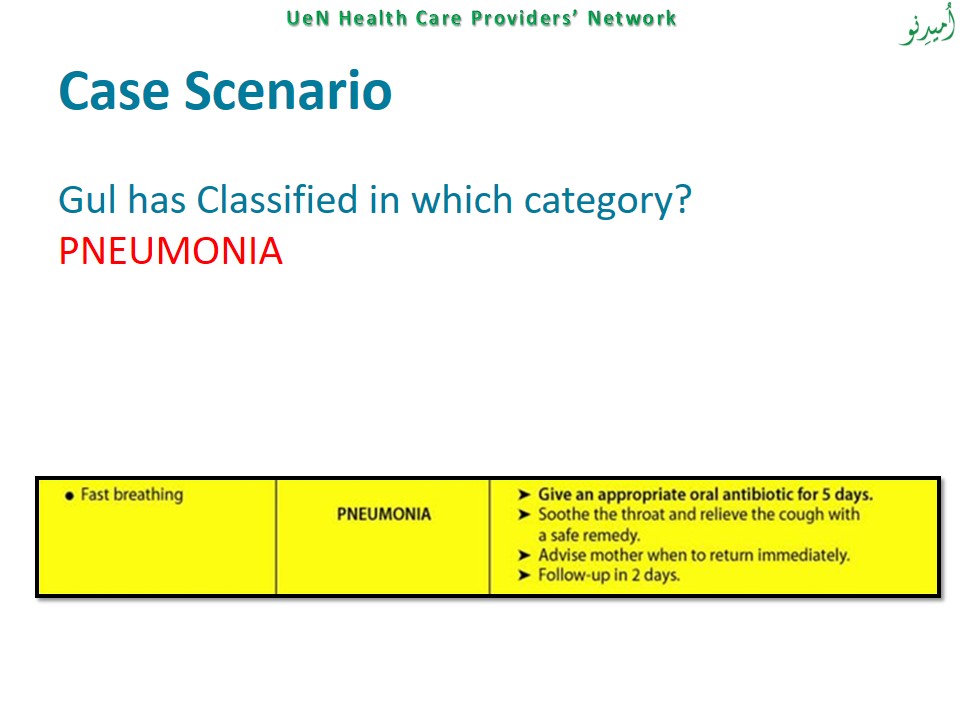 UeN Health Care Providers' Network
اُمیدِنو
Case Scenario
Gul has Classified in which category?
PNEUMONIA
● Fast breathing
PNEUMONIA
➤ Give an appropriate oral antibiotic for 5 days.
➤ Soothe the throat and relieve the cough with
a safe remedy.
➤ Advise mother when to return immediately.
➤ Follow-up in 2 days.